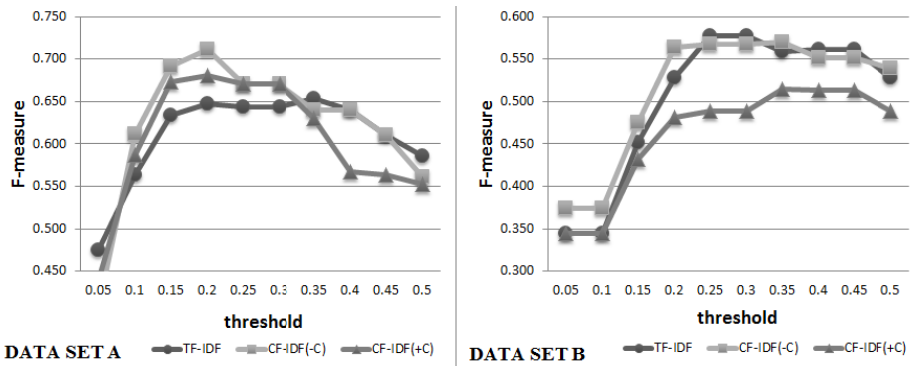 0.750
0.700
0.650
0.600
0.550
0.500
0.450
F-measure
0.05 0.1 0.15 0.2 0.25 0.3 0.35 0.4 0.45 0.5
threshold
DATA SET A
TF-IDF CF-IDF(-C) CF-IDF(+C)
0.600
0.550
0.500
0.450
0.400
0.350
0.300
F-measure
0.05 0.1 0.15 0.2 0.25 0.3 0.35 0.4 0.45 0.5
threshold
DATA SET B
TF-IDF CF-IDF(-C) CF-IDF(+C)